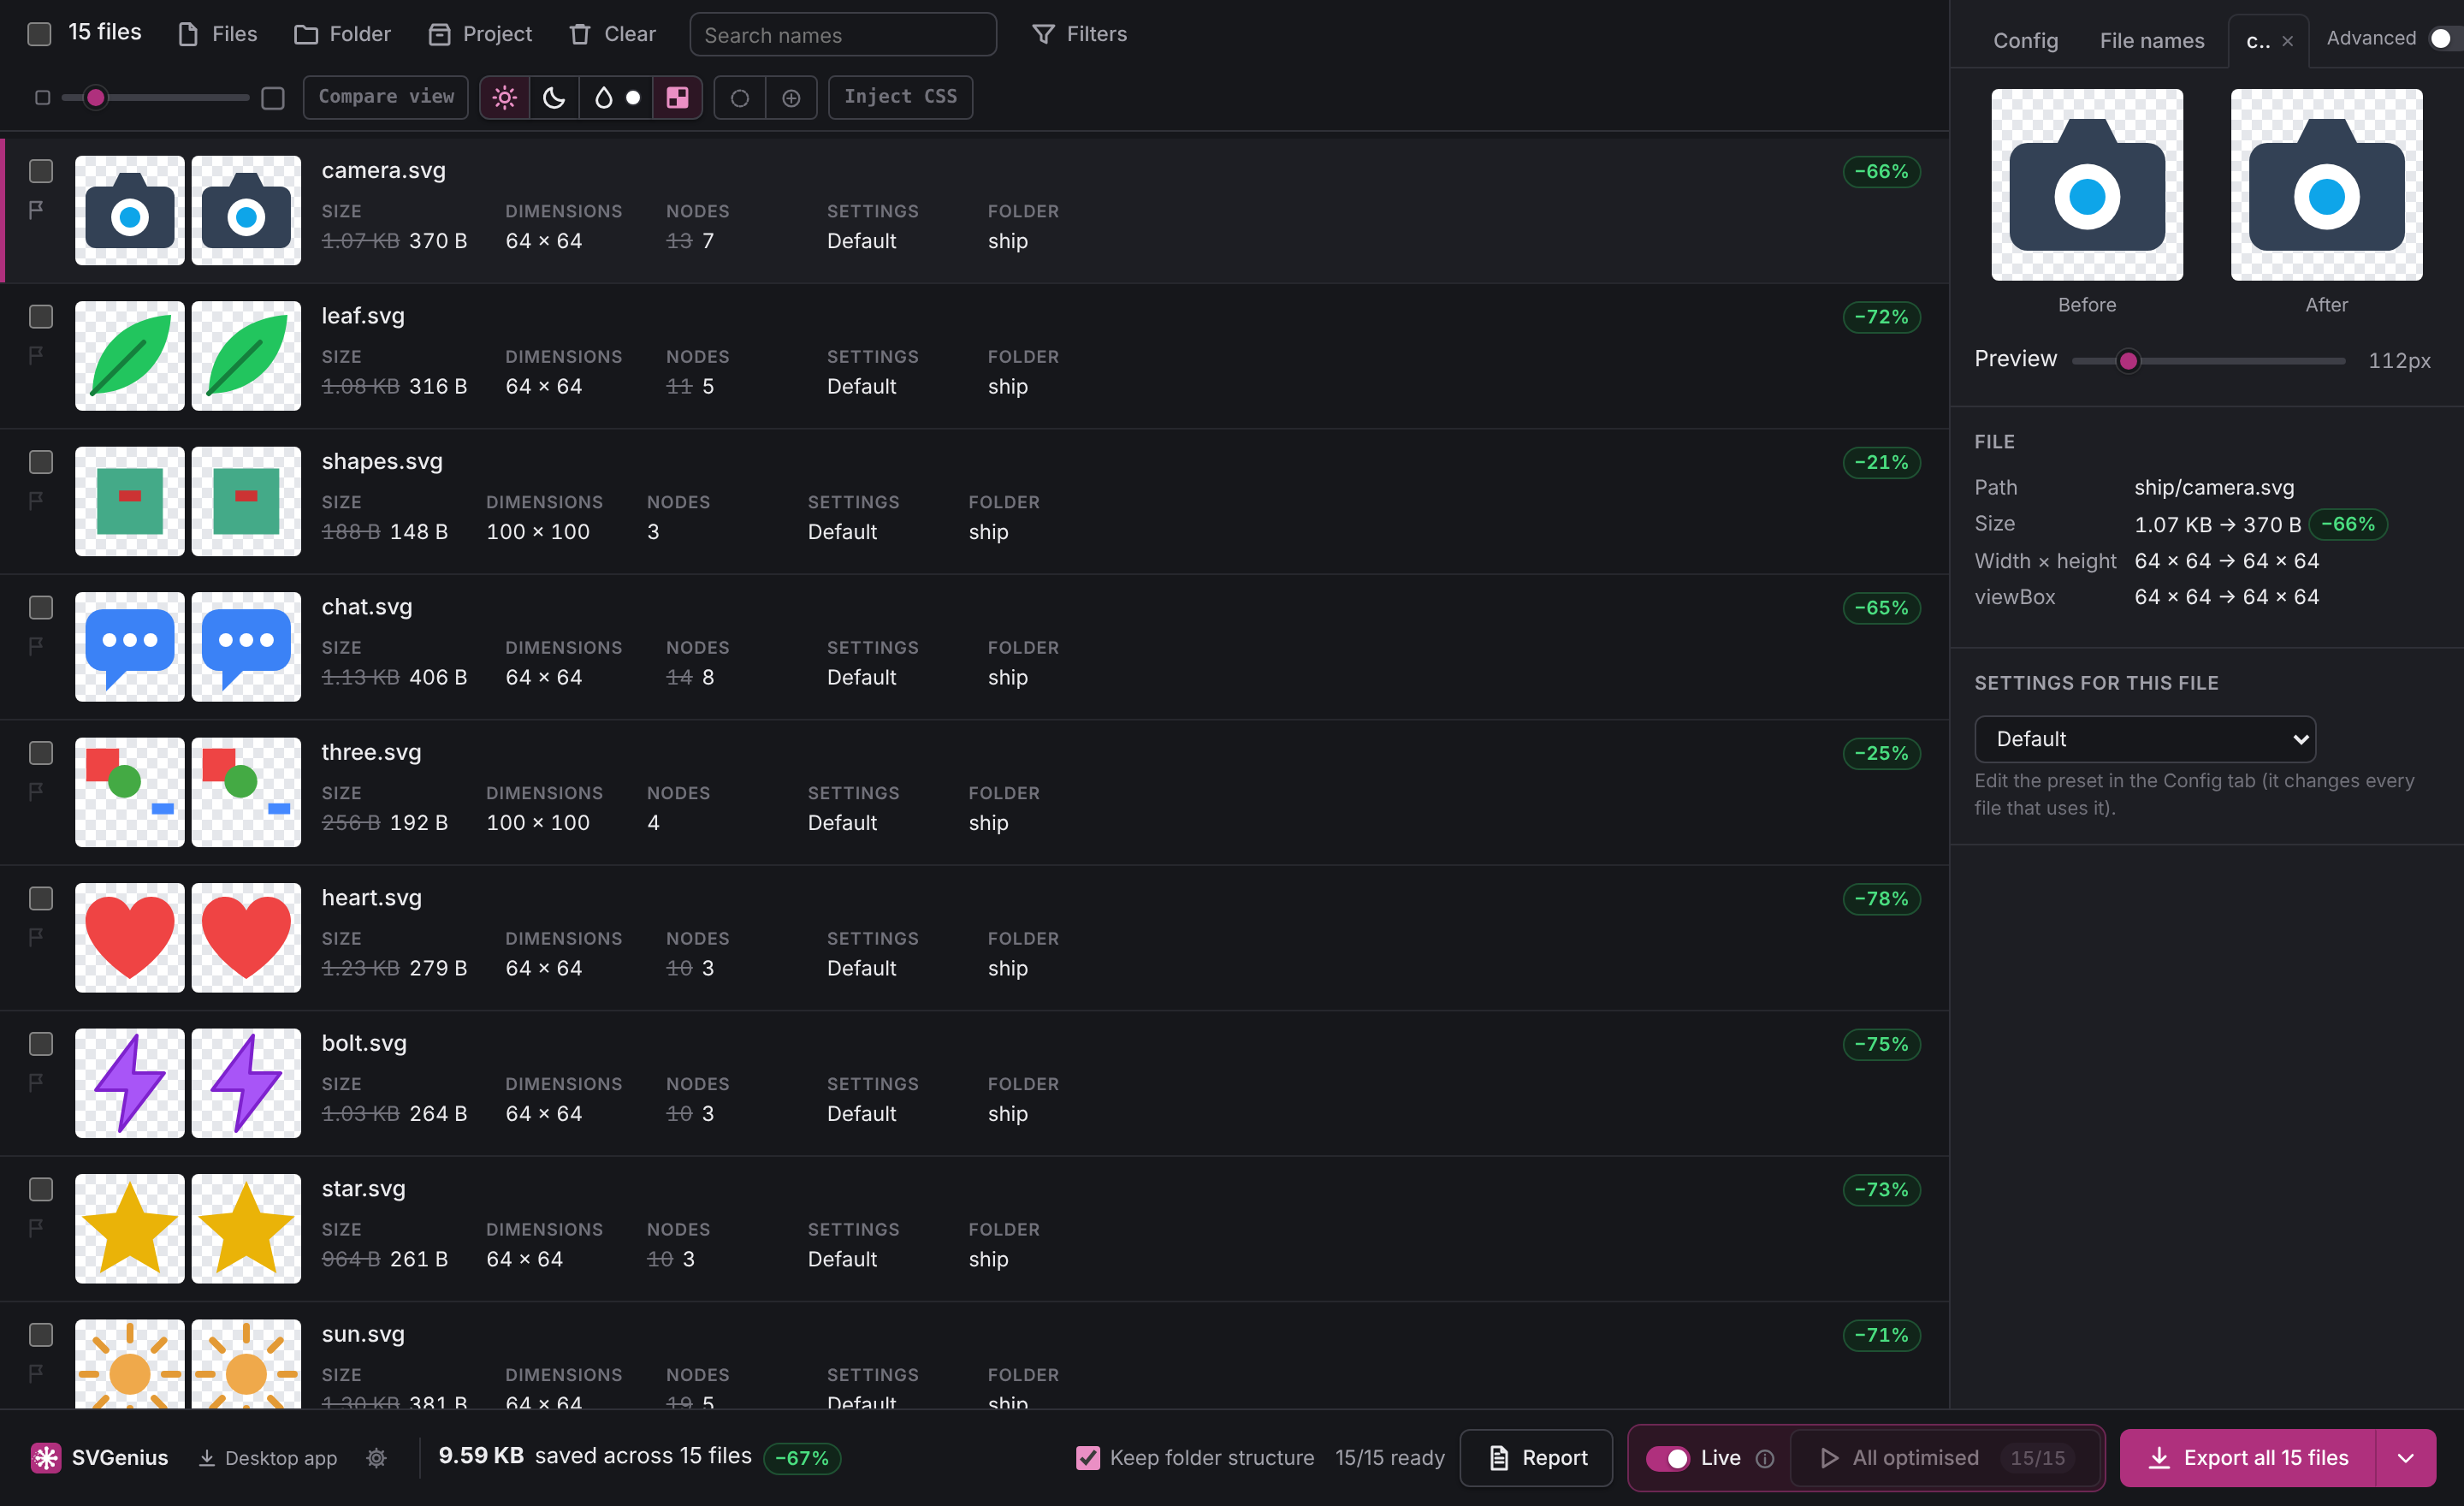 15 files Files Folder Project Clear Search names Filters
Compare view Inject CSS
camera.svg −66%
SIZE DIMENSIONS NODES SETTINGS FOLDER
1.07 KB 370 B 64 × 64 13 7 Default ship
leaf.svg −72%
SIZE DIMENSIONS NODES SETTINGS FOLDER
1.08 KB 316 B 64 × 64 11 5 Default ship
shapes.svg −21%
SIZE DIMENSIONS NODES SETTINGS FOLDER
188 B 148 B 100 × 100 3 Default ship
chat.svg −65%
SIZE DIMENSIONS NODES SETTINGS FOLDER
1.13 KB 406 B 64 × 64 14 8 Default ship
three.svg −25%
SIZE DIMENSIONS NODES SETTINGS FOLDER
256 B 192 B 100 × 100 4 Default ship
heart.svg −78%
SIZE DIMENSIONS NODES SETTINGS FOLDER
1.23 KB 279 B 64 × 64 10 3 Default ship
bolt.svg −75%
SIZE DIMENSIONS NODES SETTINGS FOLDER
1.03 KB 264 B 64 × 64 10 3 Default ship
star.svg −73%
SIZE DIMENSIONS NODES SETTINGS FOLDER
964 B 261 B 64 × 64 10 3 Default ship
sun.svg −71%
SIZE DIMENSIONS NODES SETTINGS FOLDER
1.30 KB 381 B 64 × 64 19 5 Default ship
Config File names c.. × Advanced
Before After
Preview 112px
FILE
Path ship/camera.svg
Size 1.07 KB → 370 B −66%
Width × height 64 × 64 → 64 × 64
viewBox 64 × 64 → 64 × 64
SETTINGS FOR THIS FILE
Default
Edit the preset in the Config tab (it changes every
file that uses it).
SVGenius Desktop app 9.59 KB saved across 15 files −67% Keep folder structure 15/15 ready Report Live All optimised 15/15 Export all 15 files